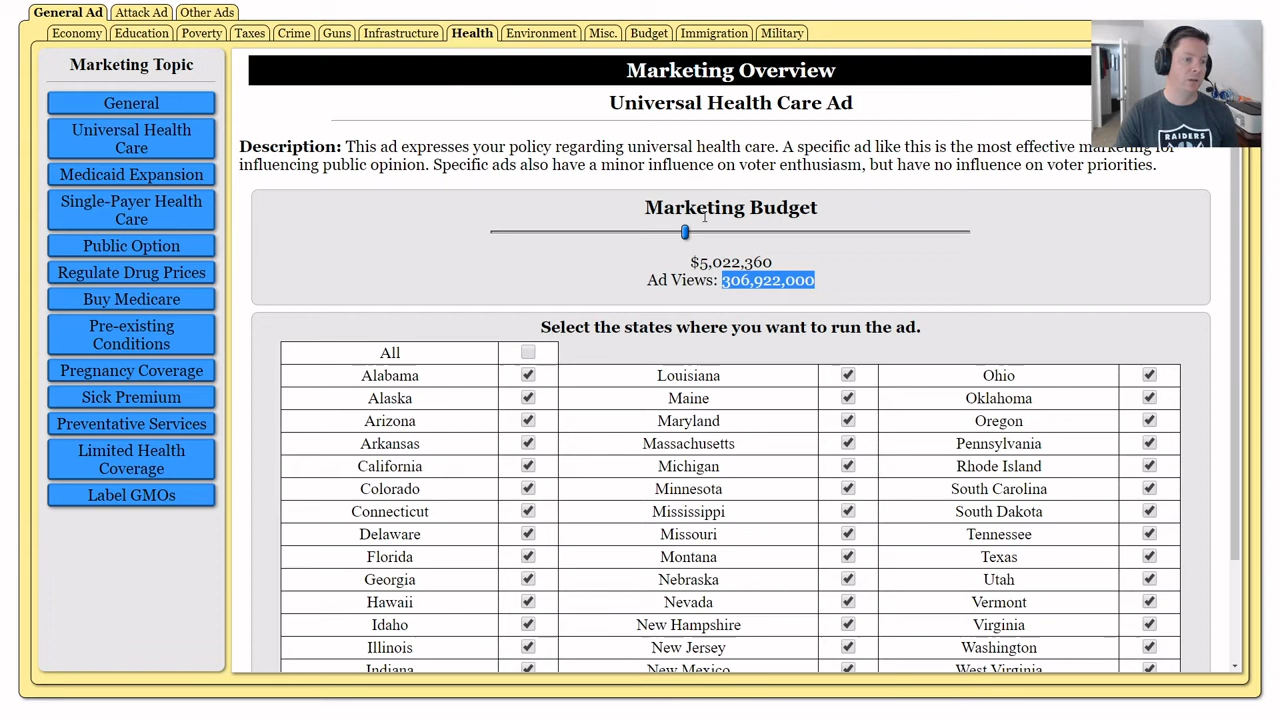 General Ad Attack Ad Other Ads
Economy Education Poverty Taxes Crime Guns Infrastructure Health Environment Misc. Budget Immigration Military
Marketing Topic
General
Universal Health
Care
Medicaid Expansion
Single-Payer Health
Care
Public Option
Regulate Drug Prices
Buy Medicare
Pre-existing
Conditions
Pregnancy Coverage
Sick Premium
Preventative Services
Limited Health
Coverage
Label GMOs
Marketing Overview
Universal Health Care Ad
Description: This ad expresses your policy regarding universal health care. A specific ad like this is the most effective marketing for
influencing public opinion. Specific ads also have a minor influence on voter enthusiasm, but have no influence on voter priorities.
Marketing Budget
$5,022,360
Ad Views: 306,922,000
Select the states where you want to run the ad.
All
Alabama Louisiana Ohio
Alaska Maine Oklahoma
Arizona Maryland Oregon
Arkansas Massachusetts Pennsylvania
California Michigan Rhode Island
Colorado Minnesota South Carolina
Connecticut Mississippi South Dakota
Delaware Missouri Tennessee
Florida Montana Texas
Georgia Nebraska Utah
Hawaii Nevada Vermont
Idaho New Hampshire Virginia
Illinois New Jersey Washington
Indiana New Mexico West Virginia
RAIDERS